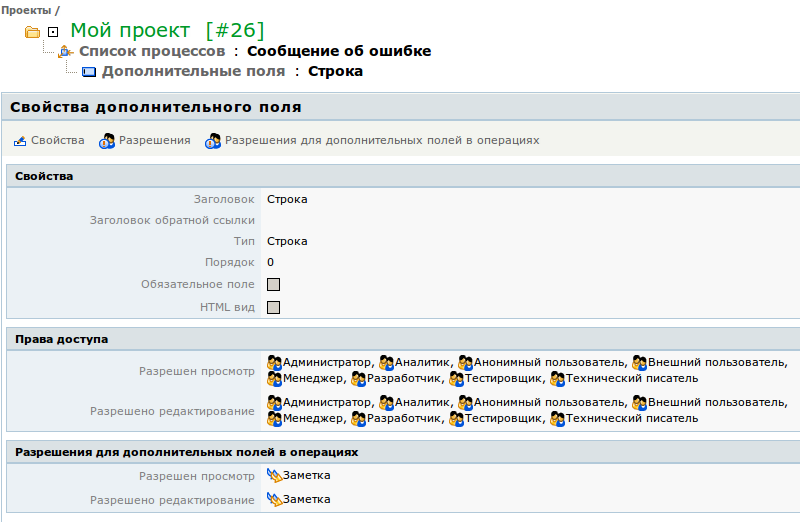 Проекты /
Мой проект [#26]
Список процессов : Сообщение об ошибке
Дополнительные поля : Строка
Свойства дополнительного поля
Свойства Разрешения Разрешения для дополнительных полей в операциях
Свойства
Заголовок Строка
Заголовок обратной ссылки
Тип Строка
Порядок 0
Обязательное поле
HTML вид
Права доступа
Разрешен просмотр Администратор, Аналитик, Анонимный пользователь, Внешний пользователь,
Менеджер, Разработчик, Тестировщик, Технический писатель
Разрешено редактирование Администратор, Аналитик, Анонимный пользователь, Внешний пользователь,
Менеджер, Разработчик, Тестировщик, Технический писатель
Разрешения для дополнительных полей в операциях
Разрешен просмотр Заметка
Разрешено редактирование Заметка